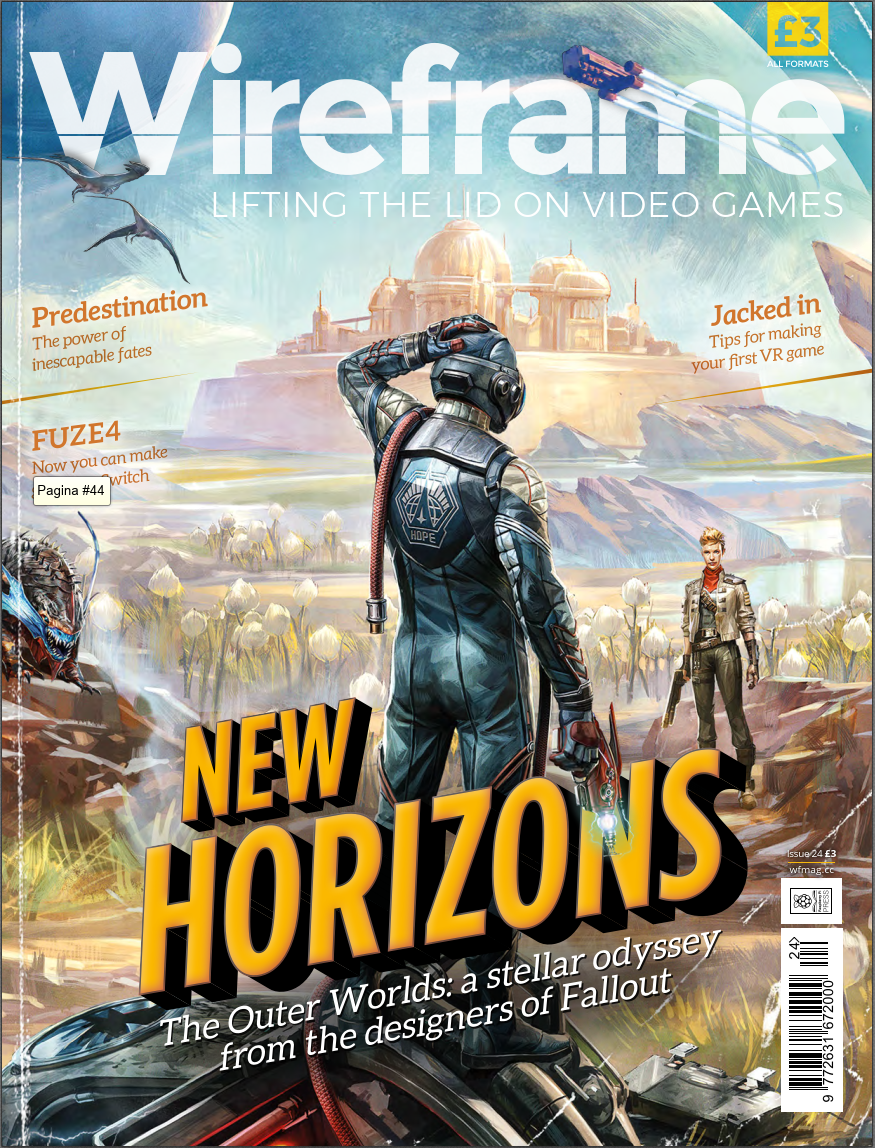 £3
ALL FORMATS
Wireframe
LIFTING THE LID ON VIDEO GAMES
Predestination
The power of
inescapable fates
Jacked in
Tips for making
your first VR game
FUZE4
Now you can make
witch
Pagina #44
HOPE
NEW
HORIZONS
The Outer Worlds: a stellar odyssey
from the designers of Fallout
Issue 24 £3
wfmag.cc
PRESS
24>
9 772631 672000